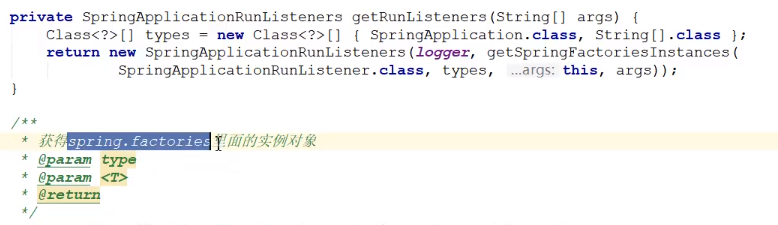 private SpringApplicationRunListeners getRunListeners(String[] args) {
    Class<?>[] types = new Class<?>[] { SpringApplication.class, String[].class };
    return new SpringApplicationRunListeners(logger, getSpringFactoriesInstances(
            SpringApplicationRunListener.class, types, ...args: this, args));
}
/**
 * 获得spring.factories里面的实例对象
 * @param type
 * @param <T>
 * @return
 */